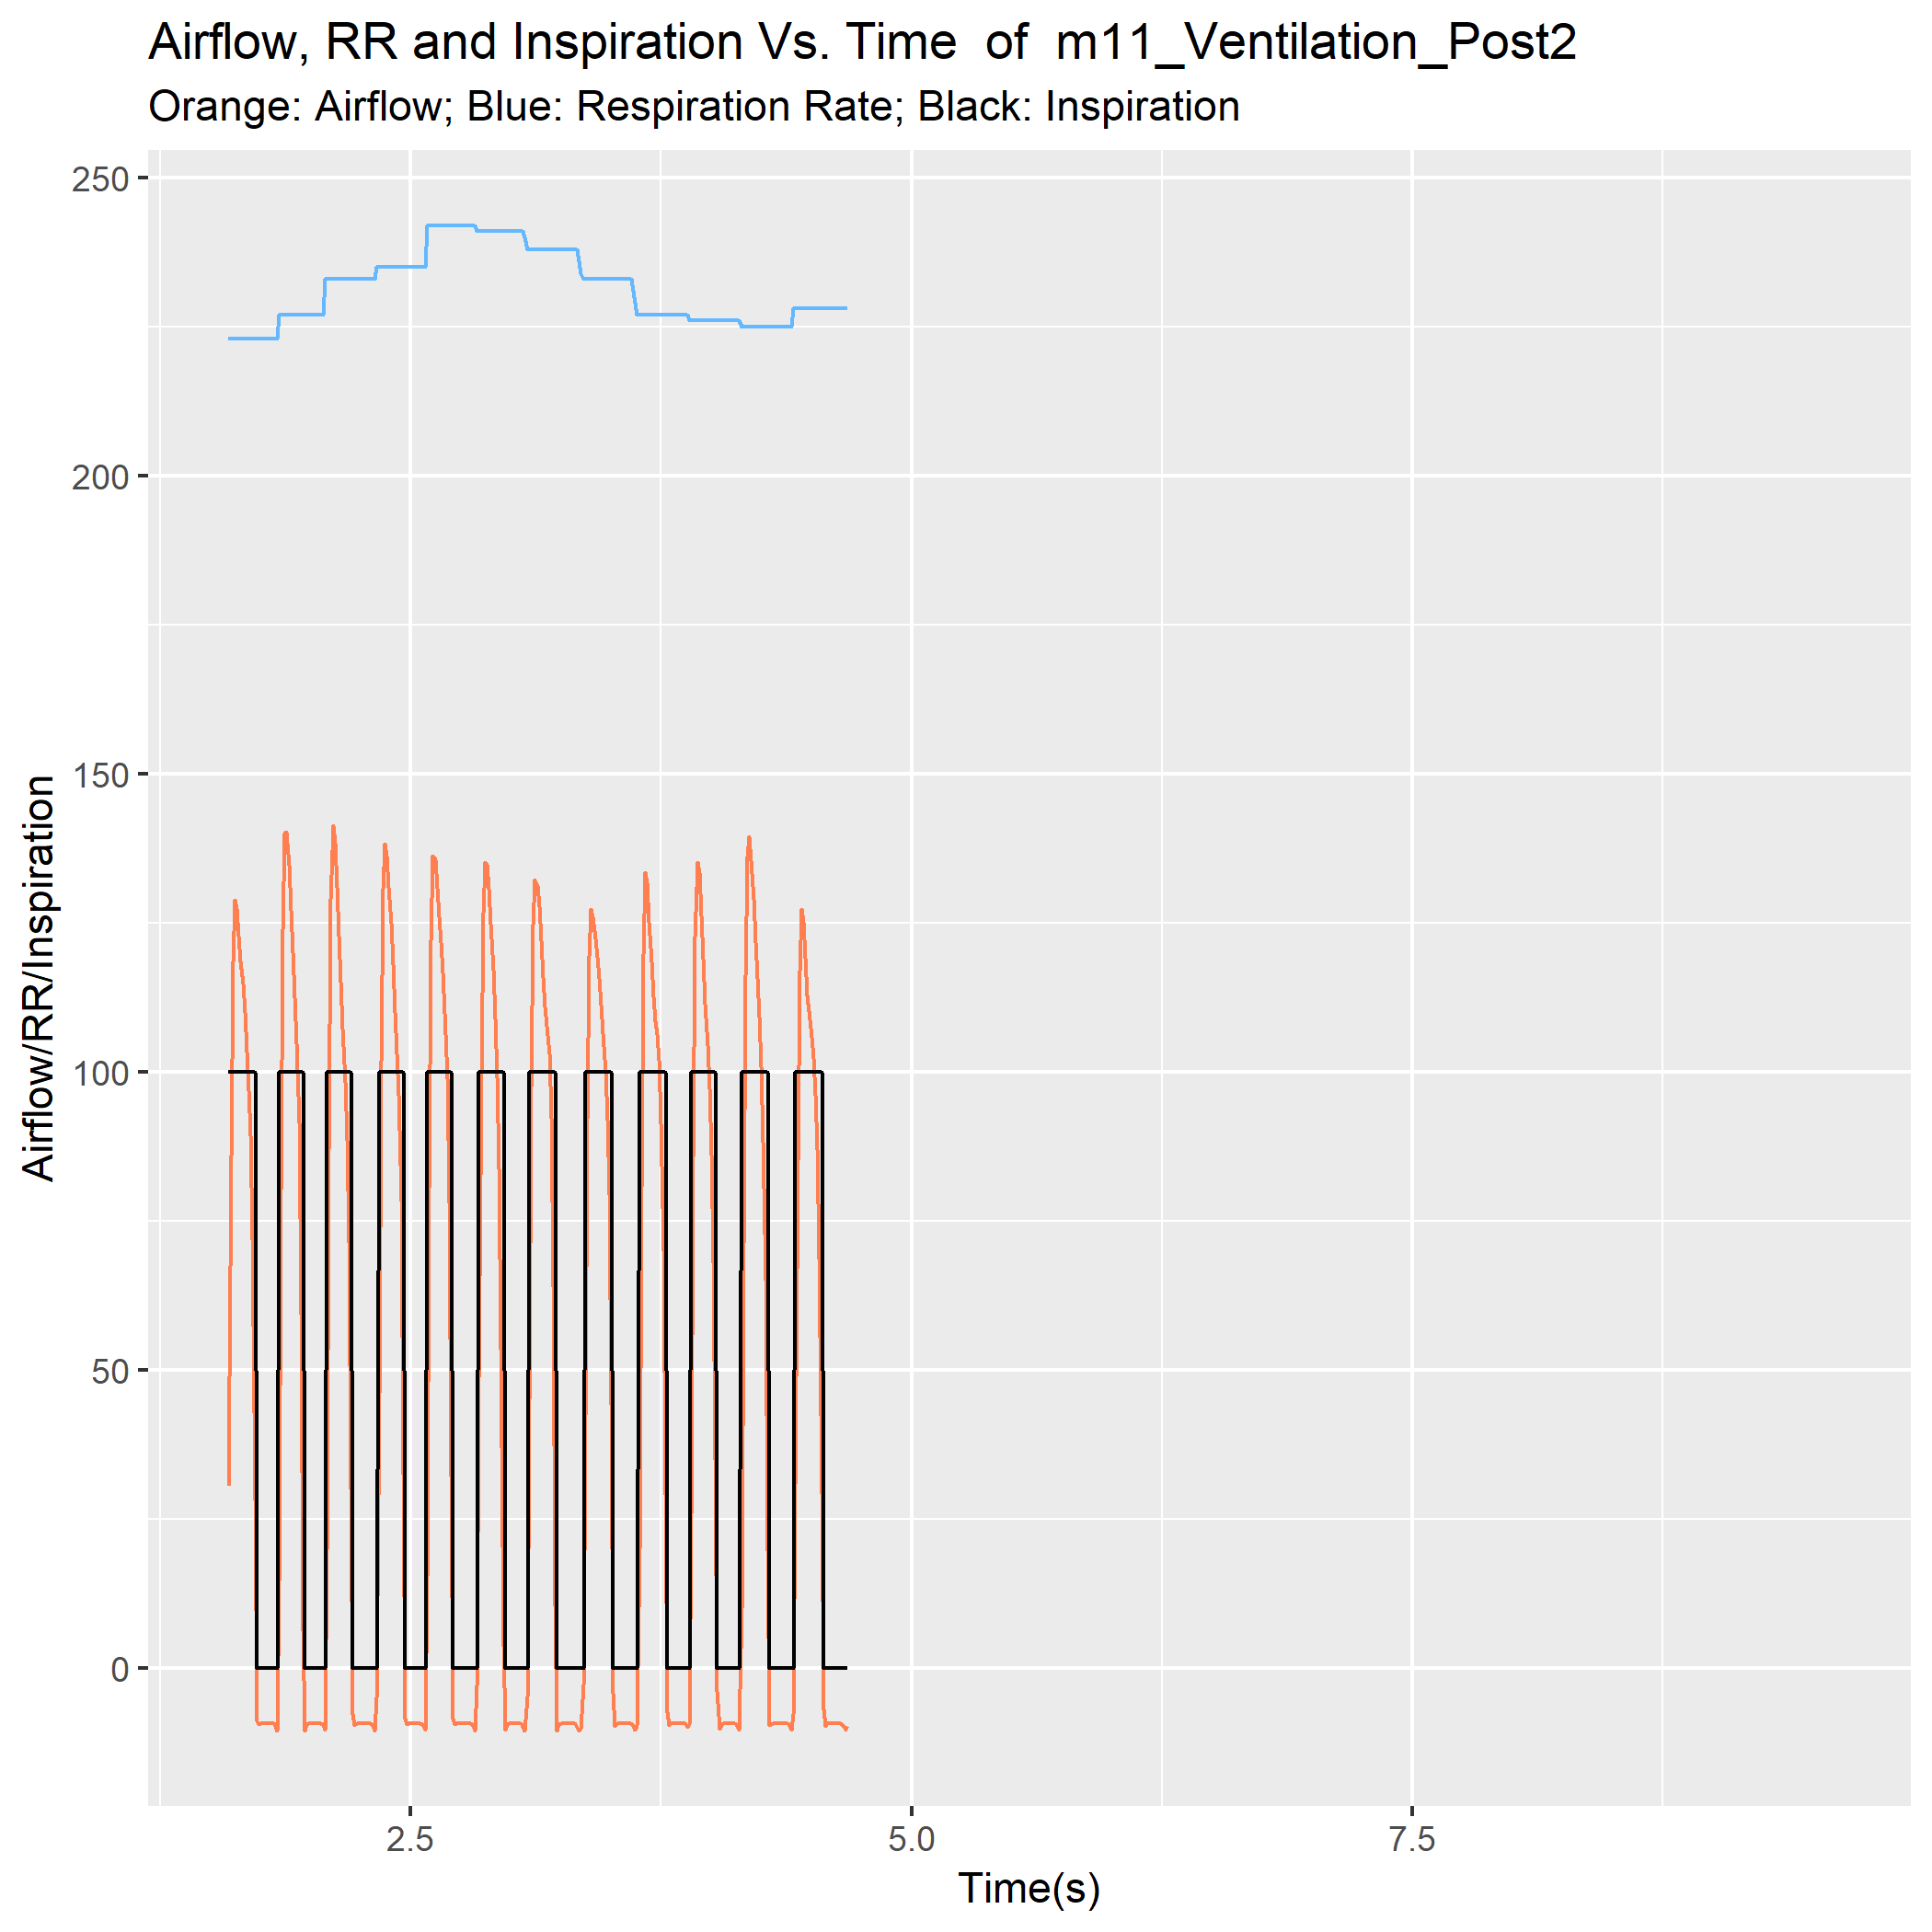 Airflow, RR and Inspiration Vs. Time  of  m11_Ventilation_Post2
Orange: Airflow; Blue: Respiration Rate; Black: Inspiration
250
200
150
100
50
0
Airflow/RR/Inspiration
2.5 5.0 7.5
Time(s)